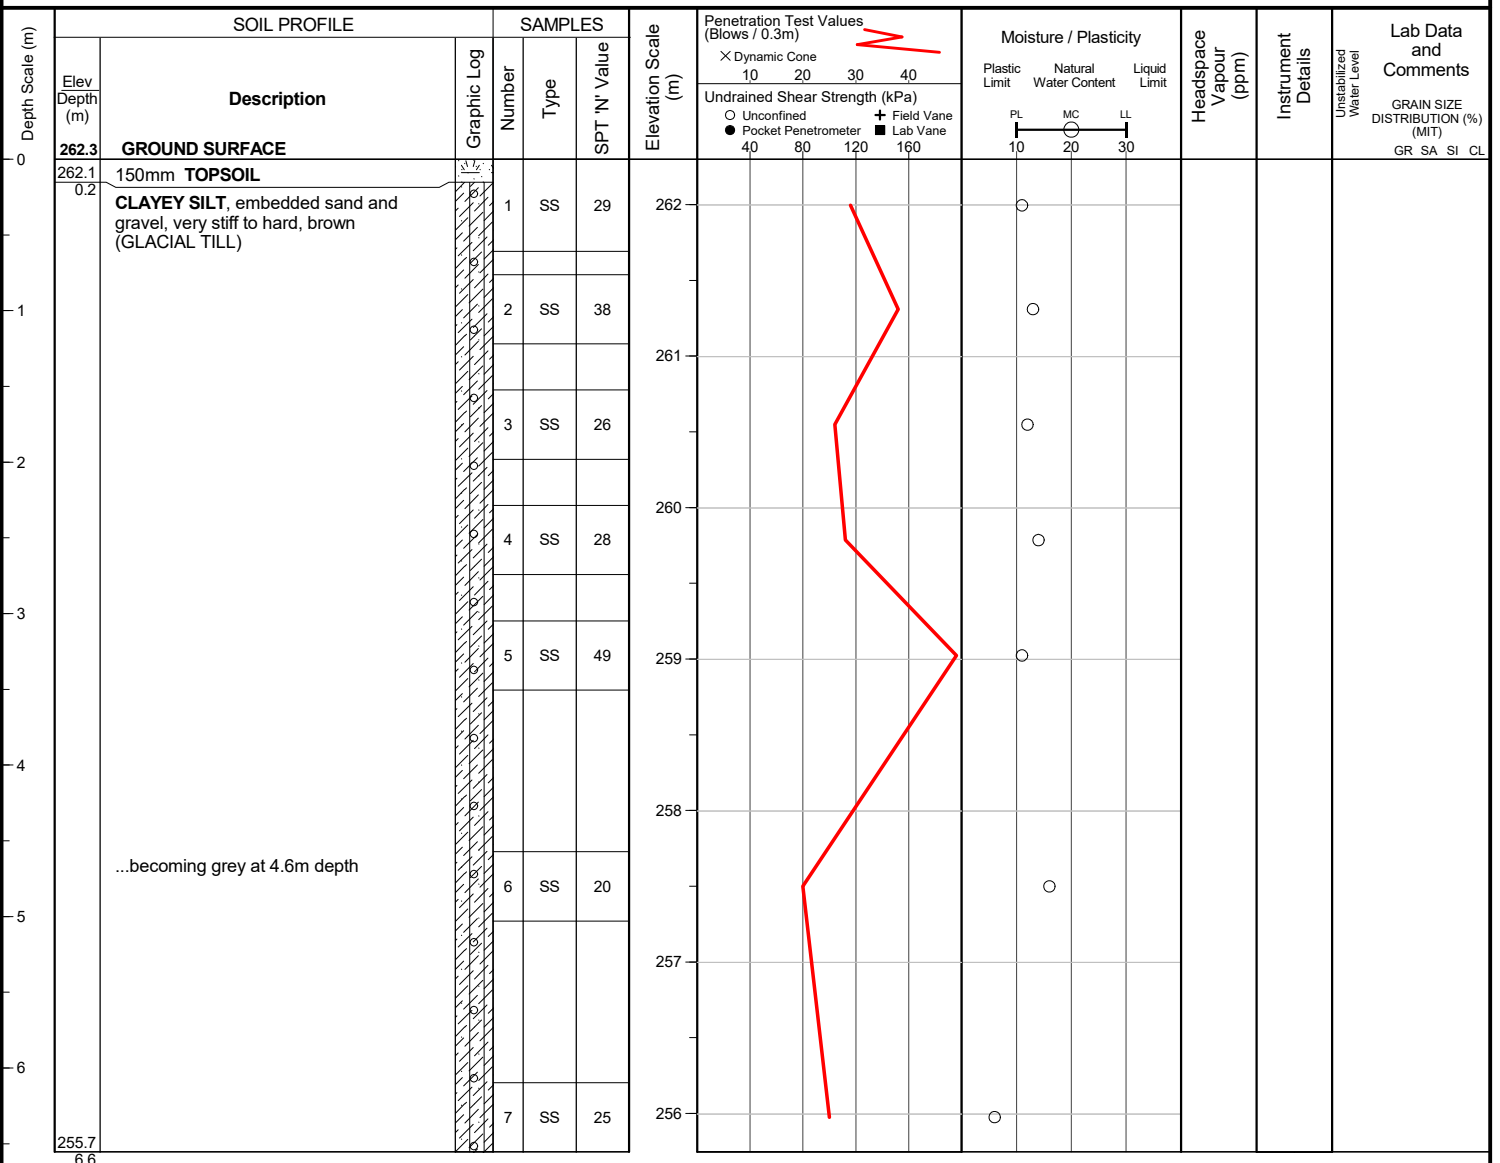 SOIL PROFILE
SAMPLES
Depth Scale (m)
Elev
Depth
(m)
Description
Graphic Log
Number
Type
SPT 'N' Value
Elevation Scale
(m)
Penetration Test Values
(Blows / 0.3m)
× Dynamic Cone
10 20 30 40
Undrained Shear Strength (kPa)
Unconfined
Field Vane
Pocket Penetrometer
Lab Vane
40 80 120 160
Moisture / Plasticity
Plastic
Limit
Natural
Water Content
Liquid
Limit
PL MC LL
10 20 30
Headspace
Vapour
(ppm)
Instrument
Details
Unstabilized
Water Level
Lab Data
and
Comments
GRAIN SIZE
DISTRIBUTION (%)
(MIT)
GR SA SI CL
262.3 GROUND SURFACE
0
262.1 150mm TOPSOIL
0.2
CLAYEY SILT, embedded sand and
gravel, very stiff to hard, brown
(GLACIAL TILL)
1 SS 29
262
1
2 SS 38
261
3 SS 26
2
260
4 SS 28
3
5 SS 49
259
4
258
...becoming grey at 4.6m depth
6 SS 20
5
257
6
7 SS 25
256
255.7
6.6